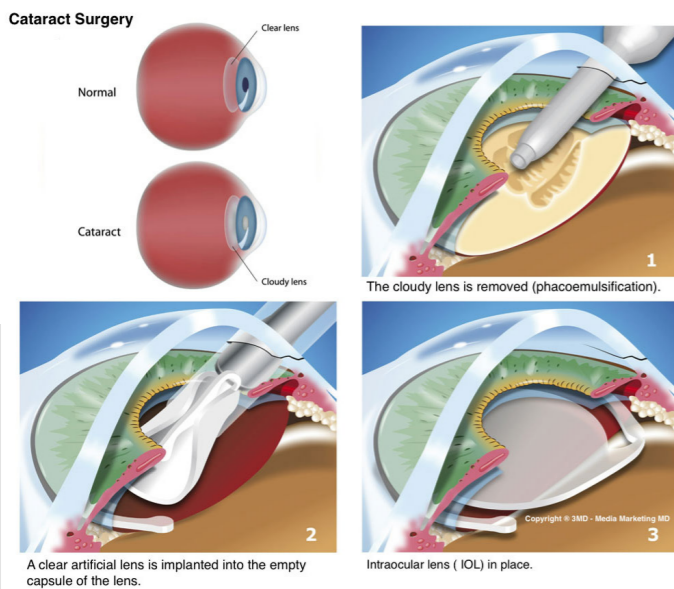 Cataract Surgery
Clear lens
Normal
Cataract
Cloudy lens
1
The cloudy lens is removed (phacoemulsification).
2
A clear artificial lens is implanted into the empty
capsule of the lens.
Copyright ® 3MD - Media Marketing MD
3
Intraocular lens ( IOL) in place.